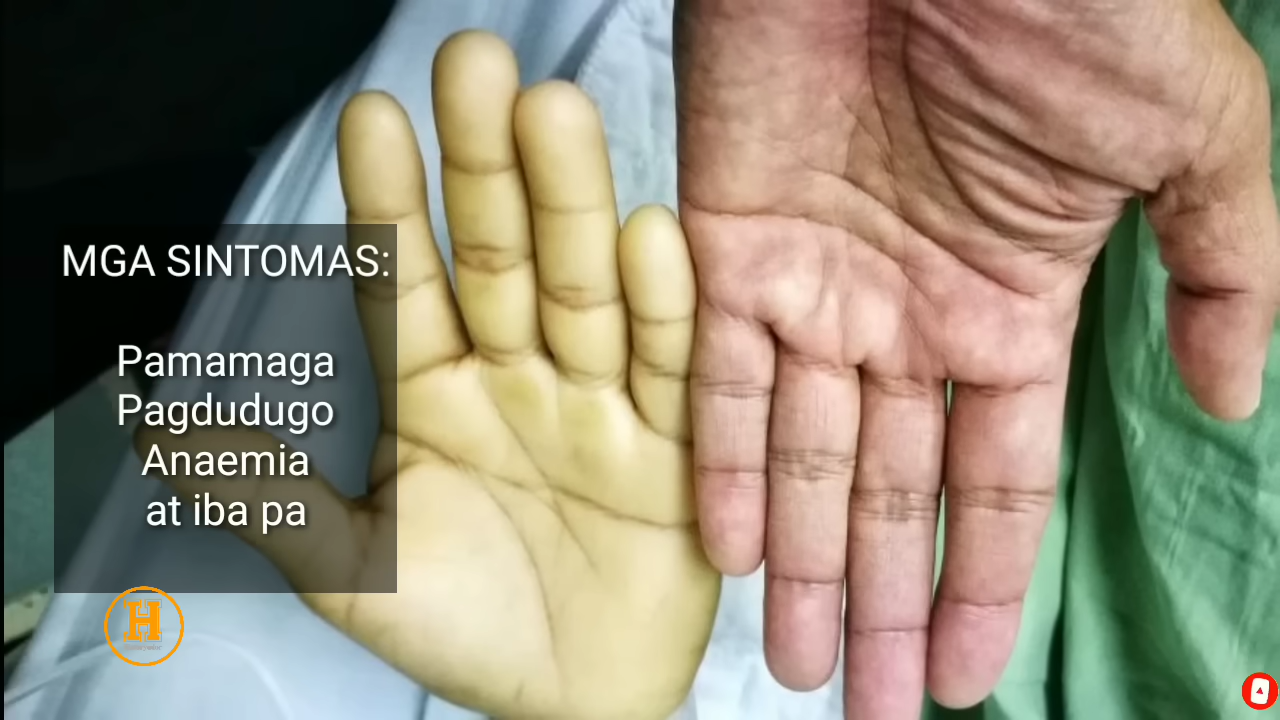 MGA SINTOMAS:
Pamamaga
Pagdudugo
Anaemia
at iba pa
H